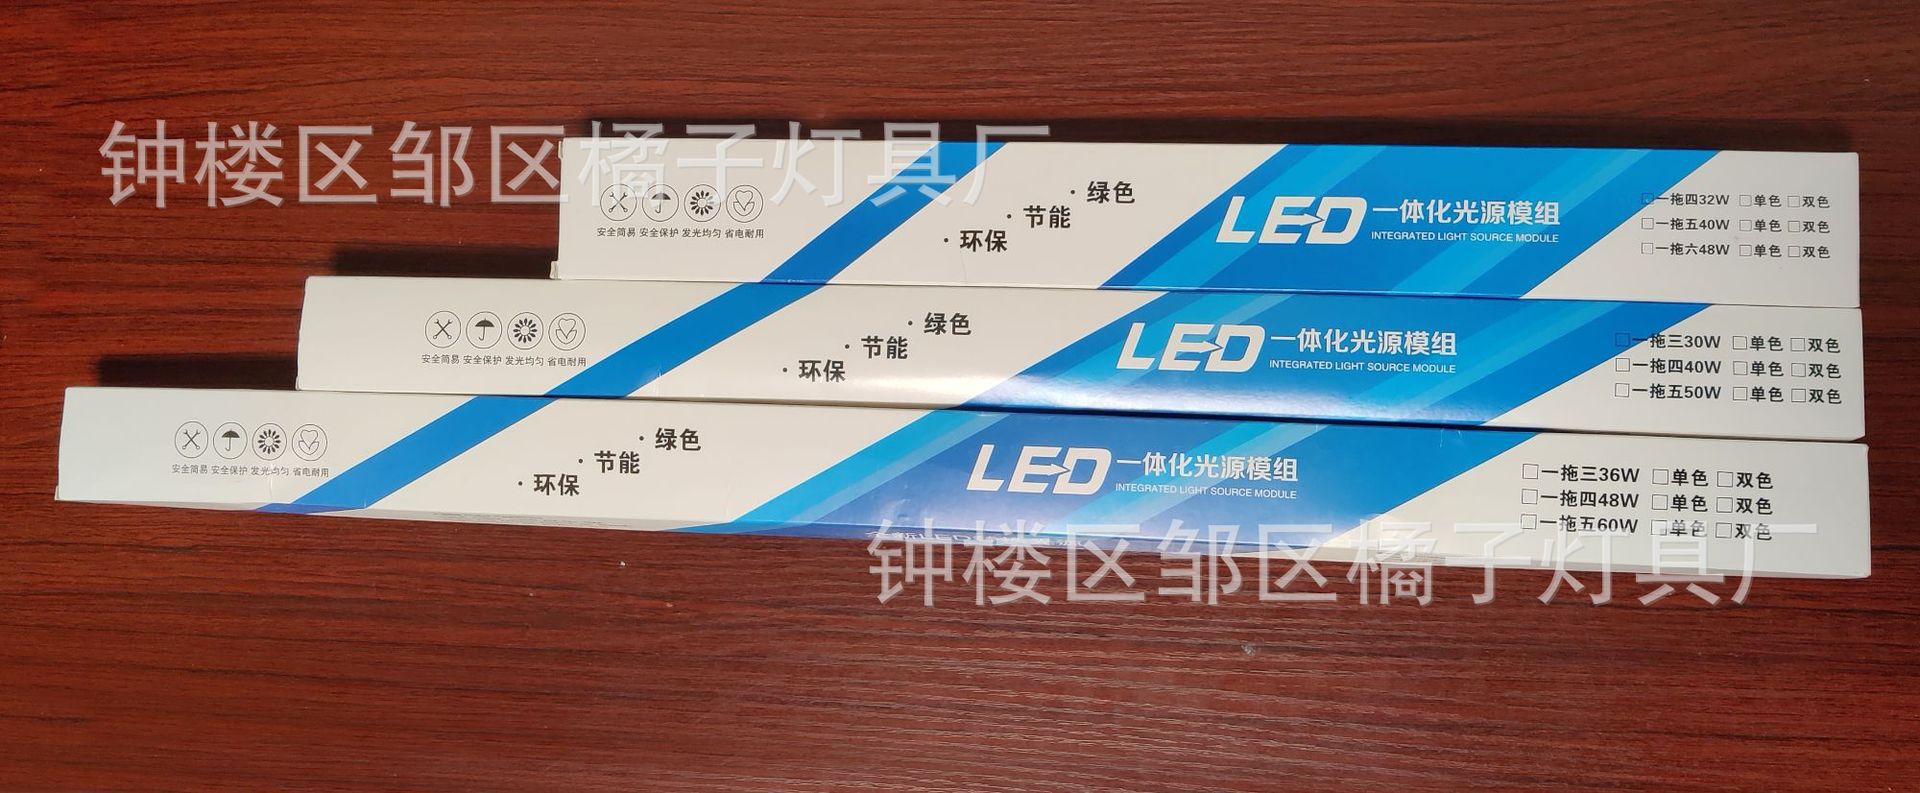 钟楼区邹区橘子灯具厂
安全简易 安全保护 发光均匀 省电耐用
·绿色
·节能
·环保
LED一体化光源模组
INTEGRATED LIGHT SOURCE MODULE
□一拖四32W □单色 □双色
□一拖五40W □单色 □双色
□一拖六48W □单色 □双色
安全简易 安全保护 发光均匀 省电耐用
·绿色
·节能
·环保
LED一体化光源模组
INTEGRATED LIGHT SOURCE MODULE
□一拖三30W □单色 □双色
□一拖四40W □单色 □双色
□一拖五50W □单色 □双色
安全简易 安全保护 发光均匀 省电耐用
·绿色
·节能
·环保
LED一体化光源模组
INTEGRATED LIGHT SOURCE MODULE
□一拖三36W □单色 □双色
□一拖四48W □单色 □双色
□一拖五60W □单色 □双色
钟楼区邹区橘子灯具厂